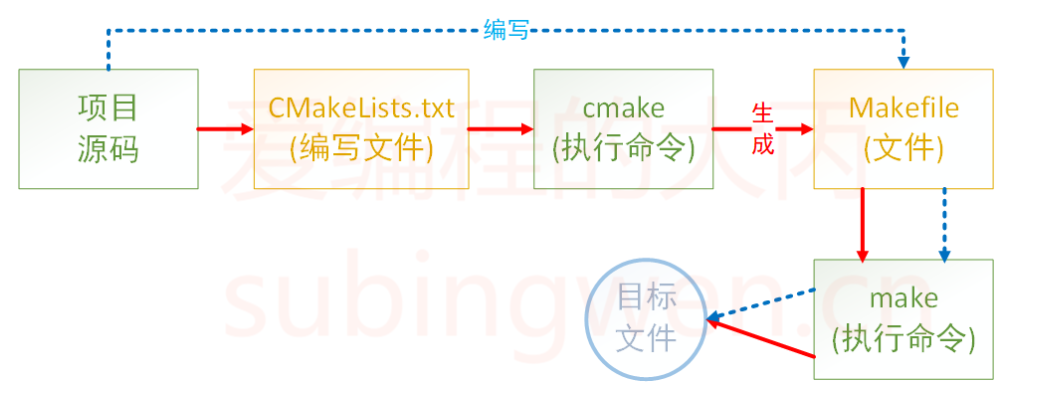 编写
项目
源码
CMakeLists.txt
(编写文件)
cmake
(执行命令)
生
成
Makefile
(文件)
make
(执行命令)
目标
文件
爱编程的大丙
subingwen.cn